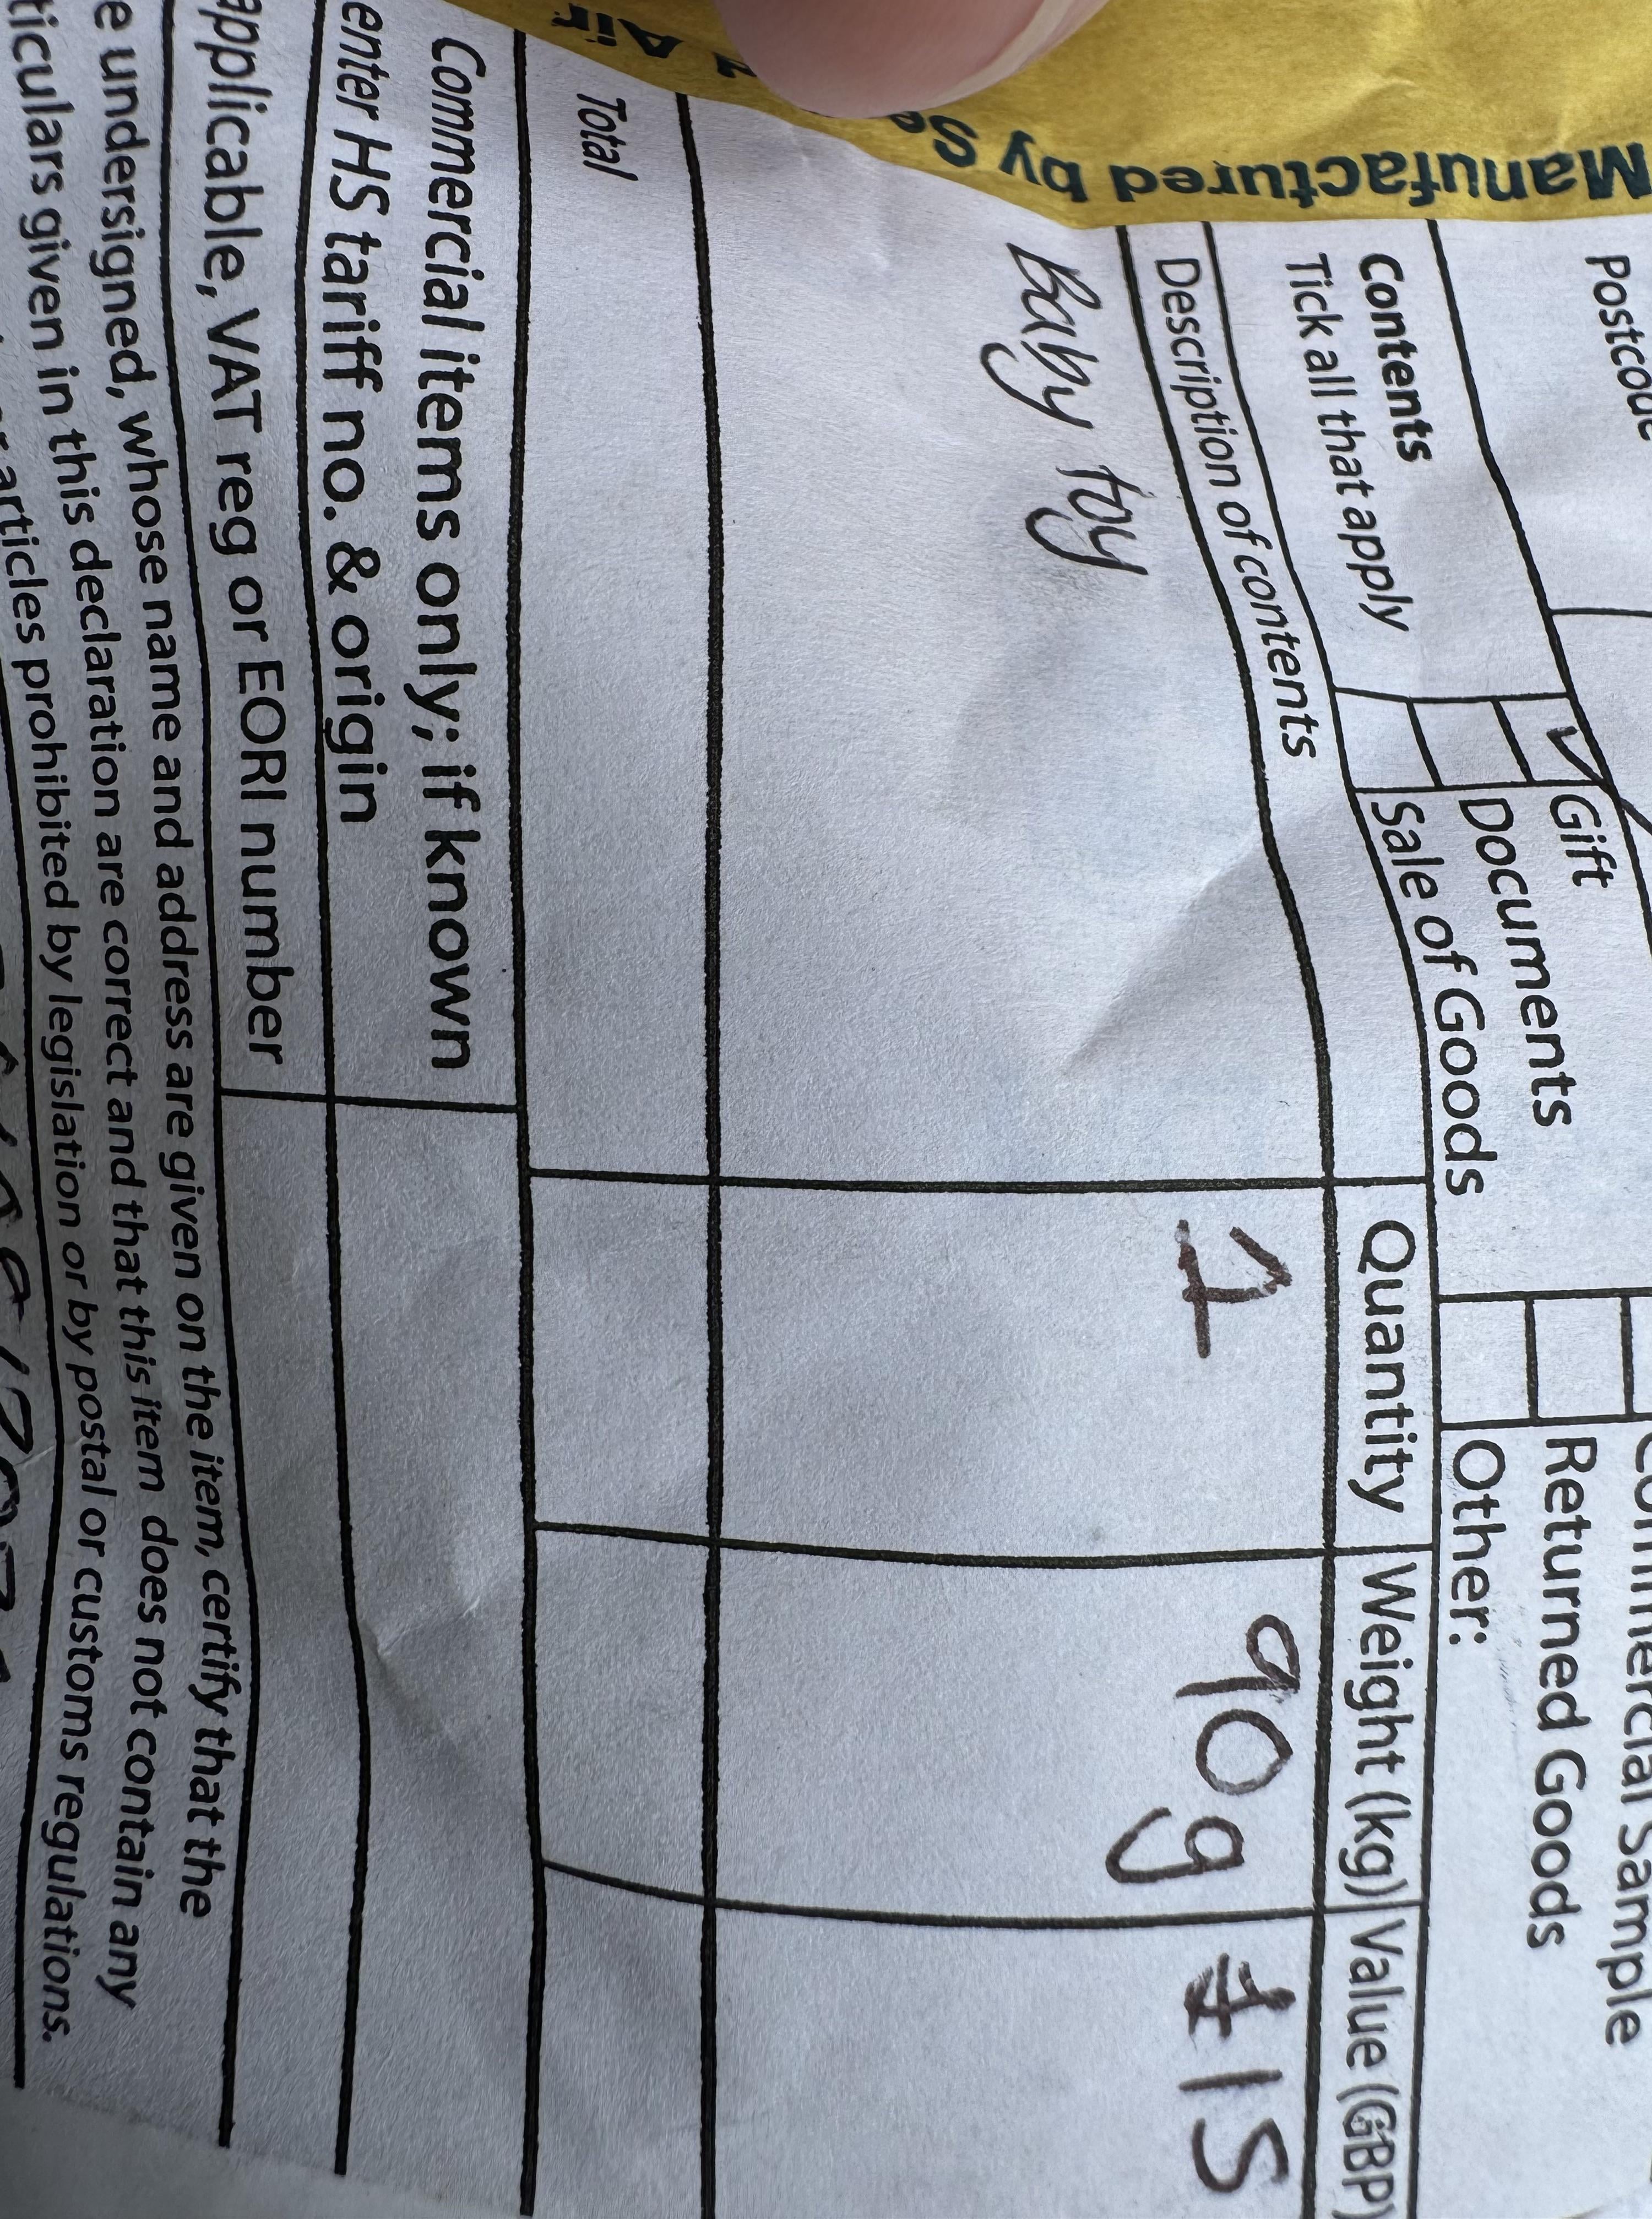 Manufactured by Se
d Air
Postcode
Contents
Tick all that apply
✓ Gift
Documents
Sale of Goods
Commercial Sample
Returned Goods
Other:
Description of contents Quantity Weight (kg) Value (GBP)
Baby toy 1 90g £15
Total
Commercial items only; if known
enter HS tariff no. & origin
applicable, VAT reg or EORI number
e undersigned, whose name and address are given on the item, certify that the
ticulars given in this declaration are correct and that this item does not contain any
articles prohibited by legislation or by postal or customs regulations.